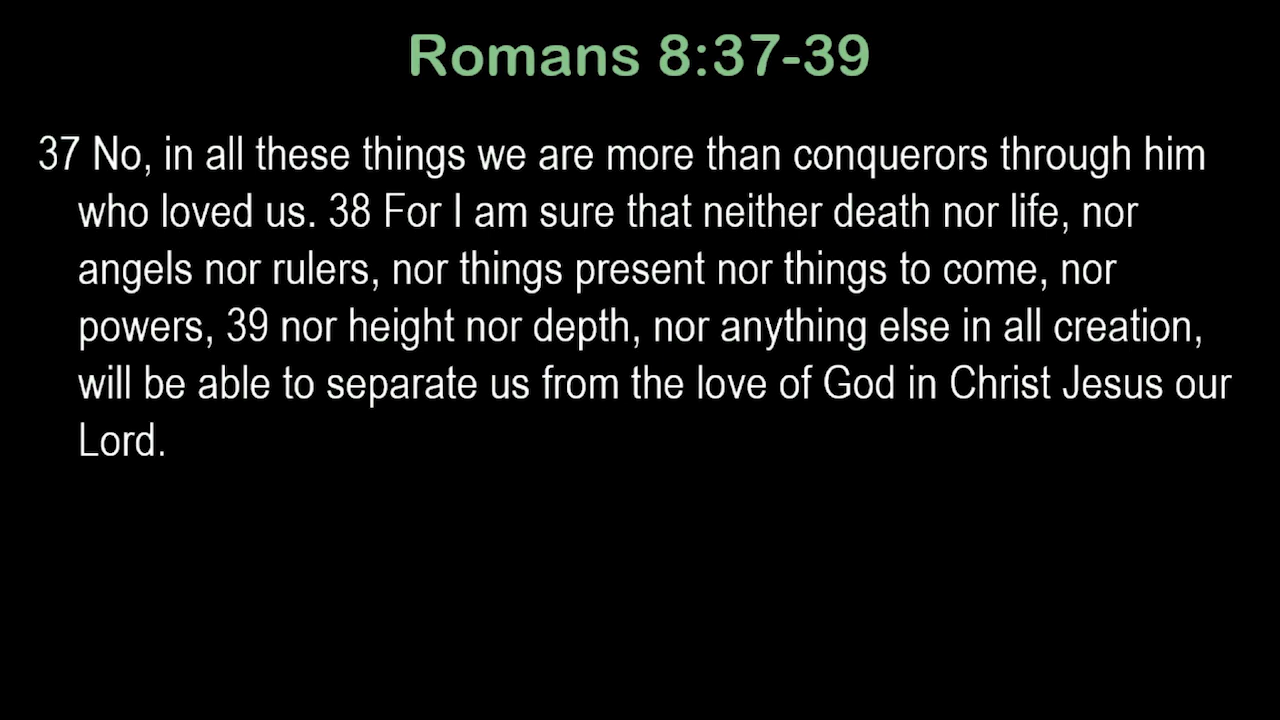 Romans 8:37-39
37 No, in all these things we are more than conquerors through him
who loved us. 38 For I am sure that neither death nor life, nor
angels nor rulers, nor things present nor things to come, nor
powers, 39 nor height nor depth, nor anything else in all creation,
will be able to separate us from the love of God in Christ Jesus our
Lord.